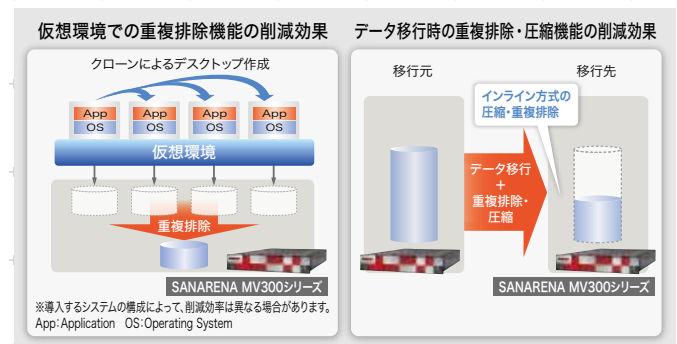 仮想環境での重複排除機能の削減効果
クローンによるデスクトップ作成
App
App
App
App
OS
OS
OS
OS
仮想環境
重複排除
SANARENA MV300シリーズ
※導入するシステムの構成によって、削減効率は異なる場合があります。
App：Application　OS：Operating System
データ移行時の重複排除・圧縮機能の削減効果
移行元
移行先
インライン方式の
圧縮・重複排除
データ移行
＋
重複排除・
圧縮
SANARENA MV300シリーズ